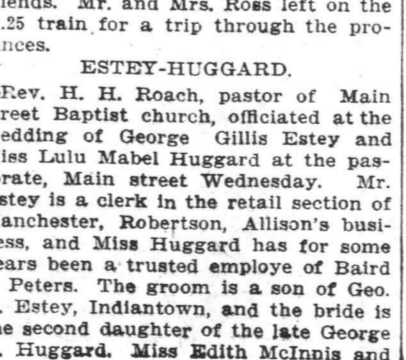 iends. Mr. and Mrs. Ross left on the
.25 train for a trip through the pro-
inces.
ESTEY-HUGGARD.
Rev. H. H. Roach, pastor of Main
reet Baptist church, officiated at the
edding of George Gillis Estey and
iss Lulu Mabel Huggard at the pas-
rate, Main street Wednesday. Mr.
stey is a clerk in the retail section of
anchester, Robertson, Allison's busi-
ess, and Miss Huggard has for some
ears been a trusted employe of Baird
Peters. The groom is a son of Geo.
. Estey, Indiantown, and the bride is
he second daughter of the late George
. Huggard. Miss Edith McInnis and